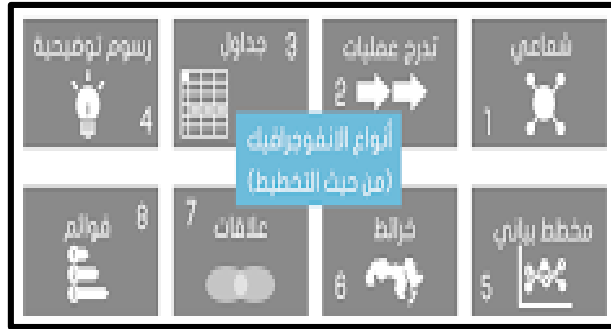 شعاعي
1
تدرج عمليات
2
جداول 3
رسوم توضيحية
4
أنواع الانفوجرافيك
(من حيث التخطيط)
مخطط بياني
5
خرائط
6
علاقات 7
قوائم 8